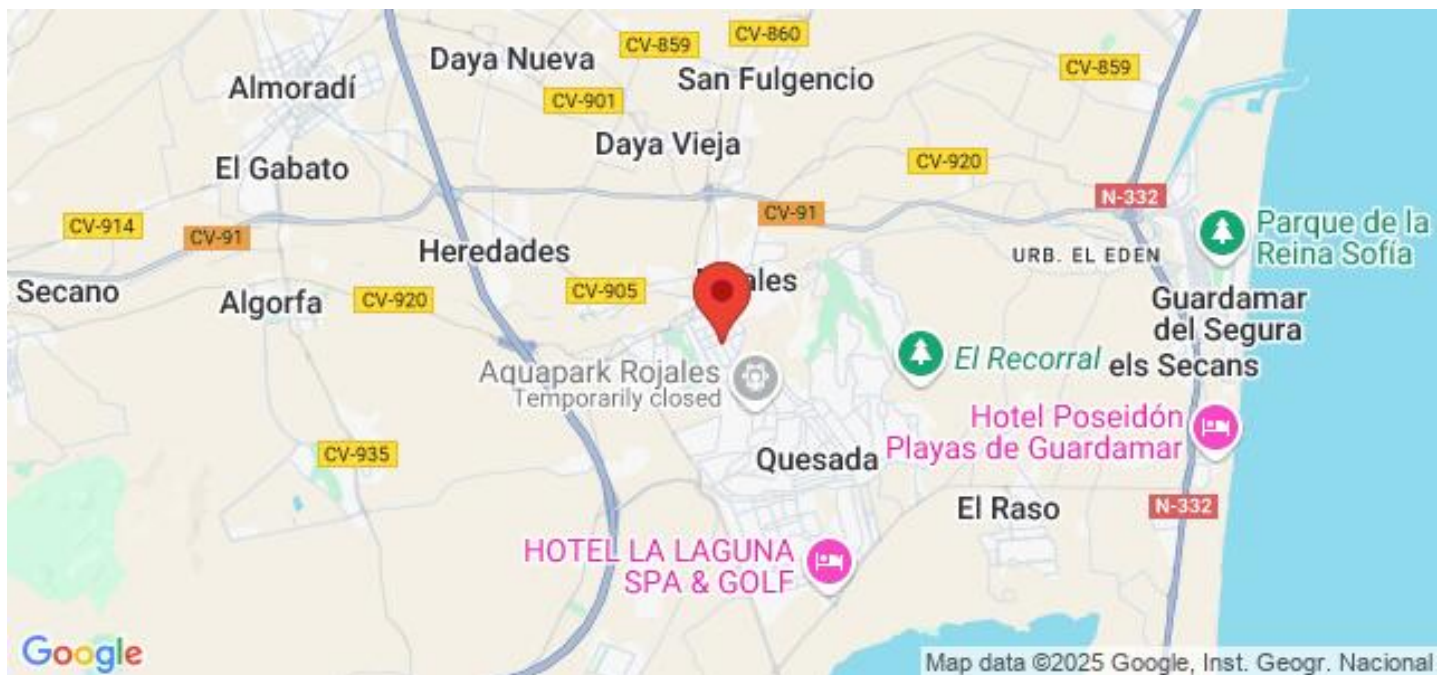 CV-859
CV-860
Daya Nueva
San Fulgencio
CV-859
Almoradí
CV-901
Daya Vieja
CV-920
El Gabato
N-332
CV-914
CV-91
CV-91
Parque de la
Reina Sofía
Heredades
URB. EL EDEN
Secano
Algorfa
CV-920
CV-905
ales
Guardamar
del Segura
Aquapark Rojales
Temporarily closed
El Recorral
els Secans
Hotel Poseidón
Playas de Guardamar
CV-935
Quesada
El Raso
N-332
HOTEL LA LAGUNA
SPA & GOLF
Google
Map data ©2025 Google, Inst. Geogr. Nacional